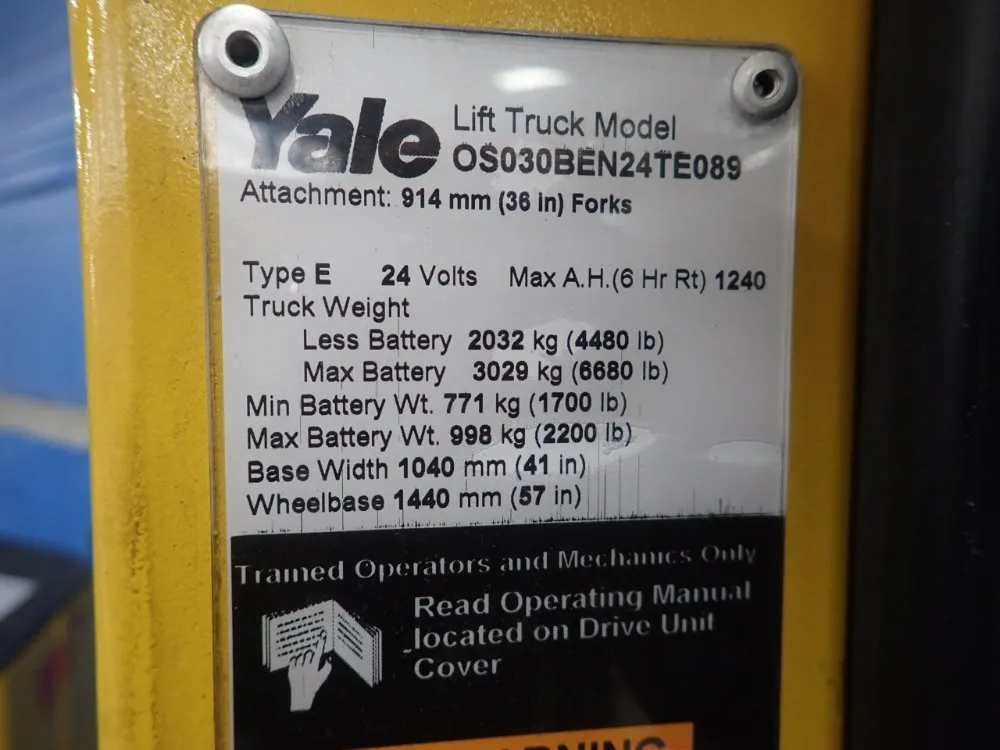 Yale
Lift Truck Model
OS030BEN24TE089
Attachment: 914 mm (36 in) Forks
Type E 24 Volts Max A.H.(6 Hr Rt) 1240
Truck Weight
Less Battery 2032 kg (4480 lb)
Max Battery 3029 kg (6680 lb)
Min Battery Wt. 771 kg (1700 lb)
Max Battery Wt. 998 kg (2200 lb)
Base Width 1040 mm (41 in)
Wheelbase 1440 mm (57 in)
Trained Operators and Mechanics Only
Read Operating Manual
located on Drive Unit
Cover
WARNING